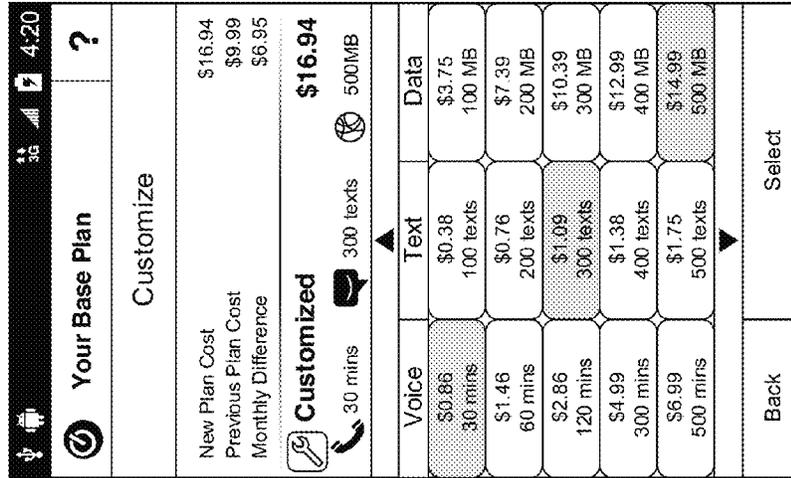 3G 4:20
Your Base Plan ?
Customize
New Plan Cost $16.94
Previous Plan Cost $9.99
Monthly Difference $6.95
Customized $16.94
30 mins 300 texts 500MB
Voice Text Data
$0.86 $0.38 $3.75
30 mins 100 texts 100 MB
$1.46 $0.76 $7.39
60 mins 200 texts 200 MB
$2.86 $1.09 $10.39
120 mins 300 texts 300 MB
$4.99 $1.38 $12.99
300 mins 400 texts 400 MB
$6.99 $1.75 $14.99
500 mins 500 texts 500 MB
Back Select